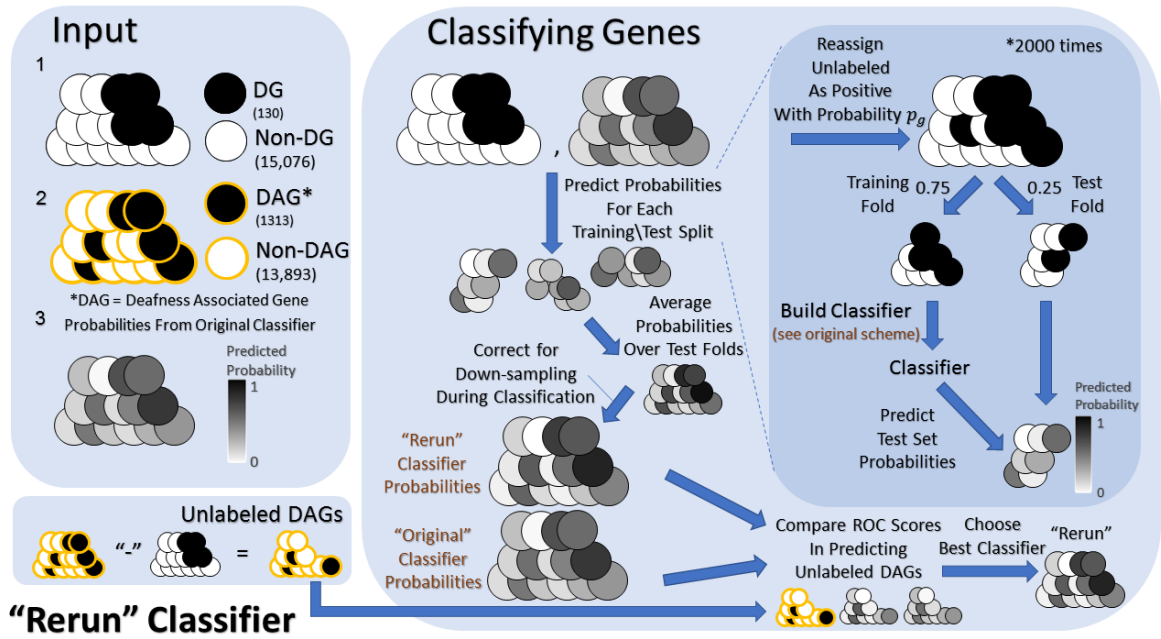 Input
1
DG
(130)
Non-DG
(15,076)
2
DAG*
(1313)
Non-DAG
(13,893)
*DAG = Deafness Associated Gene
3
Probabilities From Original Classifier
Predicted
Probability
1
0
Unlabeled DAGs
"-"
=
"Rerun" Classifier
Classifying Genes
,
Predict Probabilities
For Each
Training\Test Split
Average
Probabilities
Over Test Folds
Correct for
Down-sampling
During Classification
"Rerun"
Classifier
Probabilities
"Original"
Classifier
Probabilities
Reassign
Unlabeled
As Positive
With Probability p_g
*2000 times
Training
Fold
0.75
0.25
Test
Fold
Build Classifier
(see original scheme)
Classifier
Predict
Test Set
Probabilities
Predicted
Probability
1
0
Compare ROC Scores
In Predicting
Unlabeled DAGs
Choose
Best Classifier
"Rerun"